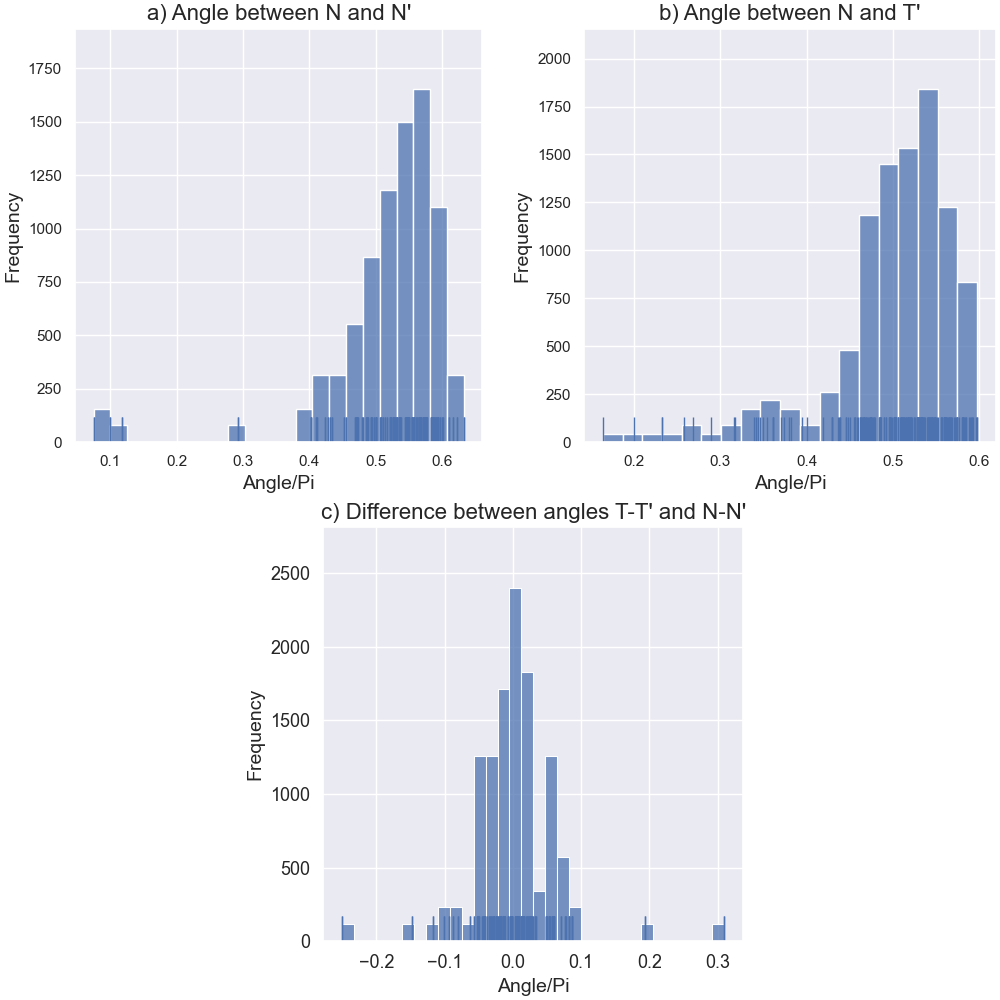 a) Angle between N and N'
1750
1500
1250
1000
750
500
250
0
Frequency
0.1 0.2 0.3 0.4 0.5 0.6
Angle/Pi
b) Angle between N and T'
2000
1750
1500
1250
1000
750
500
250
0
Frequency
0.2 0.3 0.4 0.5 0.6
Angle/Pi
c) Difference between angles T-T' and N-N'
2500
2000
1500
1000
500
0
Frequency
−0.2 −0.1 0.0 0.1 0.2 0.3
Angle/Pi